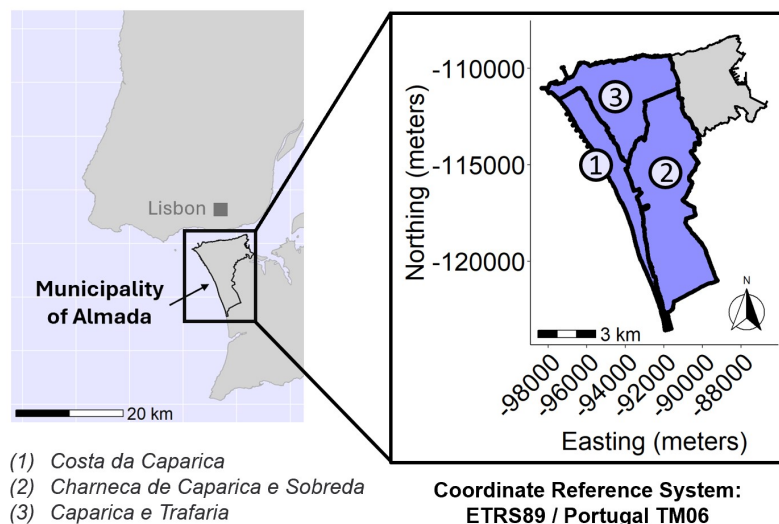 Lisbon
Municipality
of Almada
20 km
(1) Costa da Caparica
(2) Charneca de Caparica e Sobreda
(3) Caparica e Trafaria
Northing (meters)
-110000
-115000
-120000
3
1
2
N
3 km
-98000
-96000
-94000
-92000
-90000
-88000
Easting (meters)
Coordinate Reference System:
ETRS89 / Portugal TM06